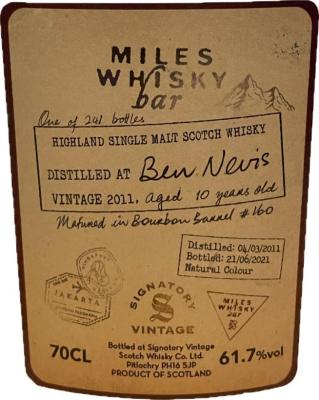 MILES
WHISKY
bar
One of 241 bottles
HIGHLAND SINGLE MALT SCOTCH WHISKY
DISTILLED AT Ben Nevis
VINTAGE 2011, aged 10 years old
Matured in Bourbon Barrel #160
Distilled: 04/03/2011
Bottled: 21/06/2021
Natural Colour
JAKARTA
SIGNATORY
S
VINTAGE
MILES
WHISKY
bar
70CL
Bottled at Signatory Vintage
Scotch Whisky Co. Ltd.
Pitlochry PH16 5JP
PRODUCT OF SCOTLAND
61.7%vol